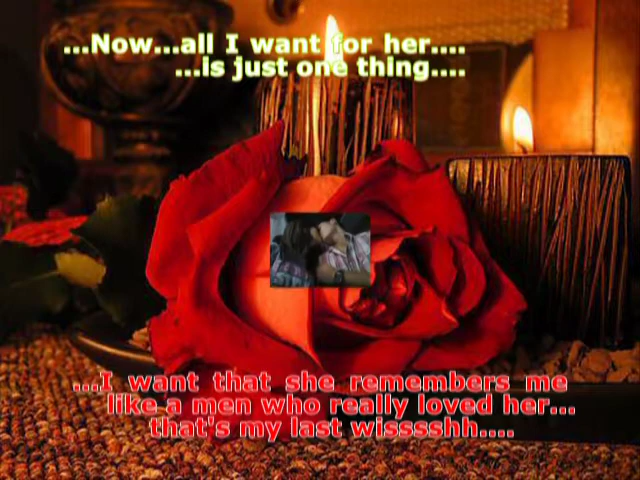 ...Now...all I want for her....
...is just one thing....
...I want that she remembers me
like a men who really loved her...
that's my last wisssshh....